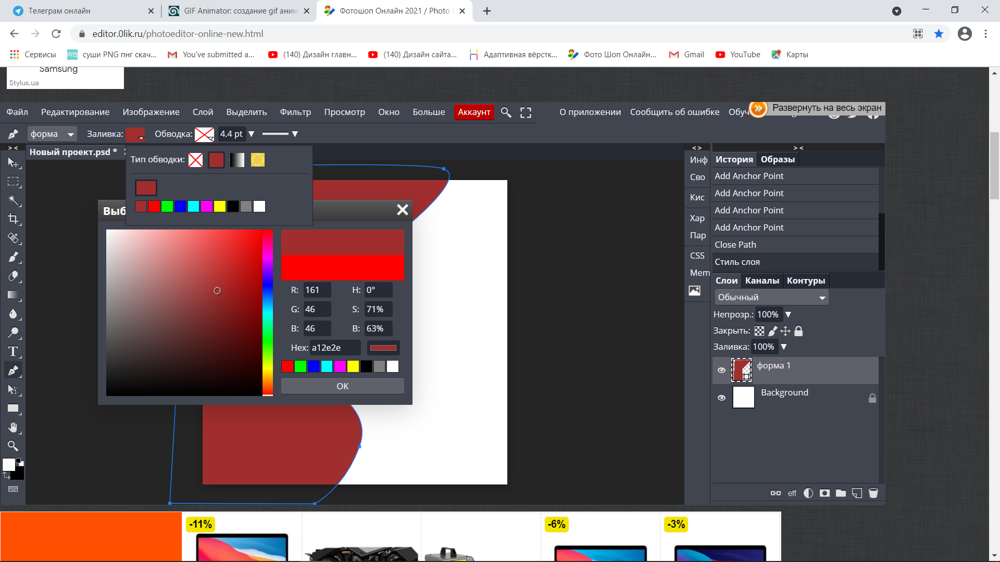 Телеграм онлайн
GIF Animator: создание gif аним
Фотошоп Онлайн 2021 / Photo
editor.0lik.ru/photoeditor-online-new.html
Сервисы
суши PNG пнг скач...
You've submitted a...
(140) Дизайн главн...
(140) Дизайн сайта...
Адаптивная вёрстк...
Фото Шоп Онлайн...
Gmail
YouTube
Карты
Samsung
Stylus.ua
Файл Редактирование Изображение Слой Выделить Фильтр Просмотр Окно Больше Аккаунт
О приложении Сообщить об ошибке Обуч
Развернуть на весь экран
форма Заливка: Обводка: 4.4 pt
Новый проект.psd *
Тип обводки:
Выб
R: 161 H: 0°
G: 46 S: 71%
B: 46 B: 63%
Hex: a12e2e
OK
Инф
Сво
Кис
Хар
Пар
CSS
Mem
История Образы
Add Anchor Point
Add Anchor Point
Add Anchor Point
Add Anchor Point
Close Path
Стиль слоя
Слои Каналы Контуры
Обычный
Непрозр.: 100%
Закрыть:
Заливка: 100%
форма 1
Background
eff
-11%
-6%
-3%